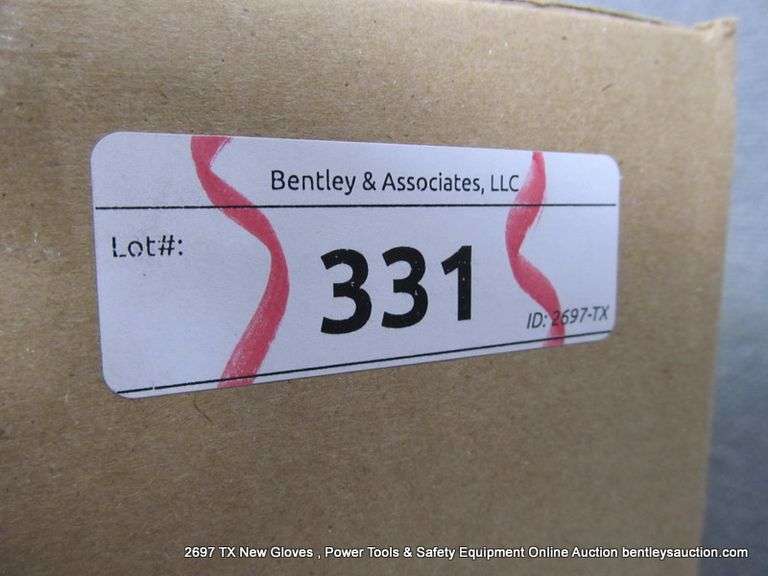 Bentley & Associates, LLC
Lot#:
331
ID: 2697-TX
2697 TX New Gloves , Power Tools & Safety Equipment Online Auction bentleysauction.com